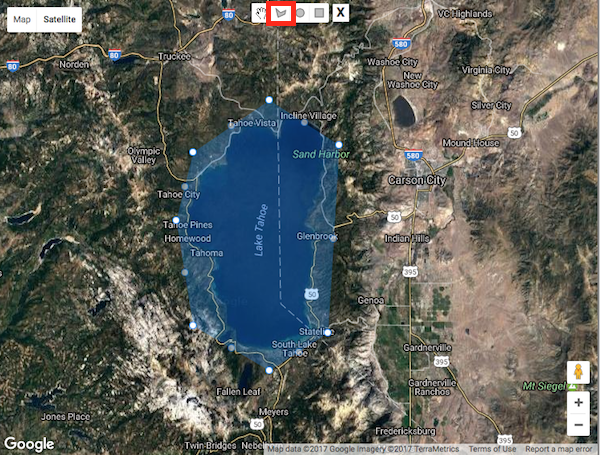 Map
Satellite
X
80
VC Highlands
80
Truckee
80
Norden
580
Washoe City
Virginia City
New
Washoe City
Silver City
Incline Village
Tahoe Vista
50
Mound House
Olympic
Valley
Sand Harbor
580
Carson City
Tahoe City
50
Tahoe Pines
Homewood
Lake Tahoe
Glenbrook
Indian Hills
Tahoma
395
50
Genoa
Stateline
South Lake
Tahoe
Gardnerville
395
Fallen Leaf
Gardnerville
Ranchos
Mt Siegel
+
Jones Place
Meyers
−
Fredericksburg
50
395
Google
Twin Bridges
Map data ©2017 Google Imagery ©2017 TerraMetrics
Terms of Use
Report a map error